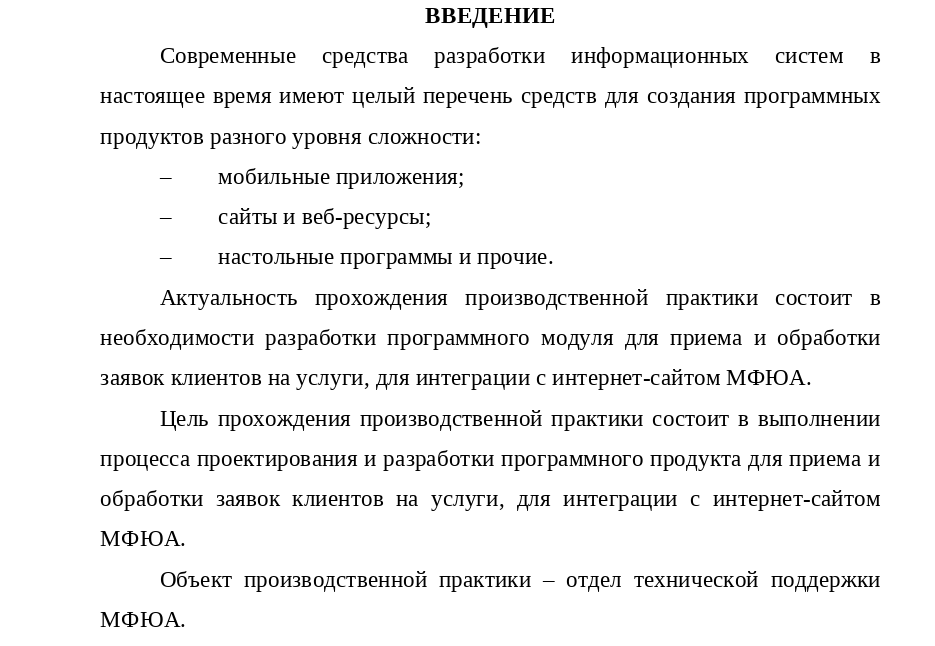 ВВЕДЕНИЕ
Современные средства разработки информационных систем в
настоящее время имеют целый перечень средств для создания программных
продуктов разного уровня сложности:
– мобильные приложения;
– сайты и веб-ресурсы;
– настольные программы и прочие.
Актуальность прохождения производственной практики состоит в
необходимости разработки программного модуля для приема и обработки
заявок клиентов на услуги, для интеграции с интернет-сайтом МФЮА.
Цель прохождения производственной практики состоит в выполнении
процесса проектирования и разработки программного продукта для приема и
обработки заявок клиентов на услуги, для интеграции с интернет-сайтом
МФЮА.
Объект производственной практики – отдел технической поддержки
МФЮА.